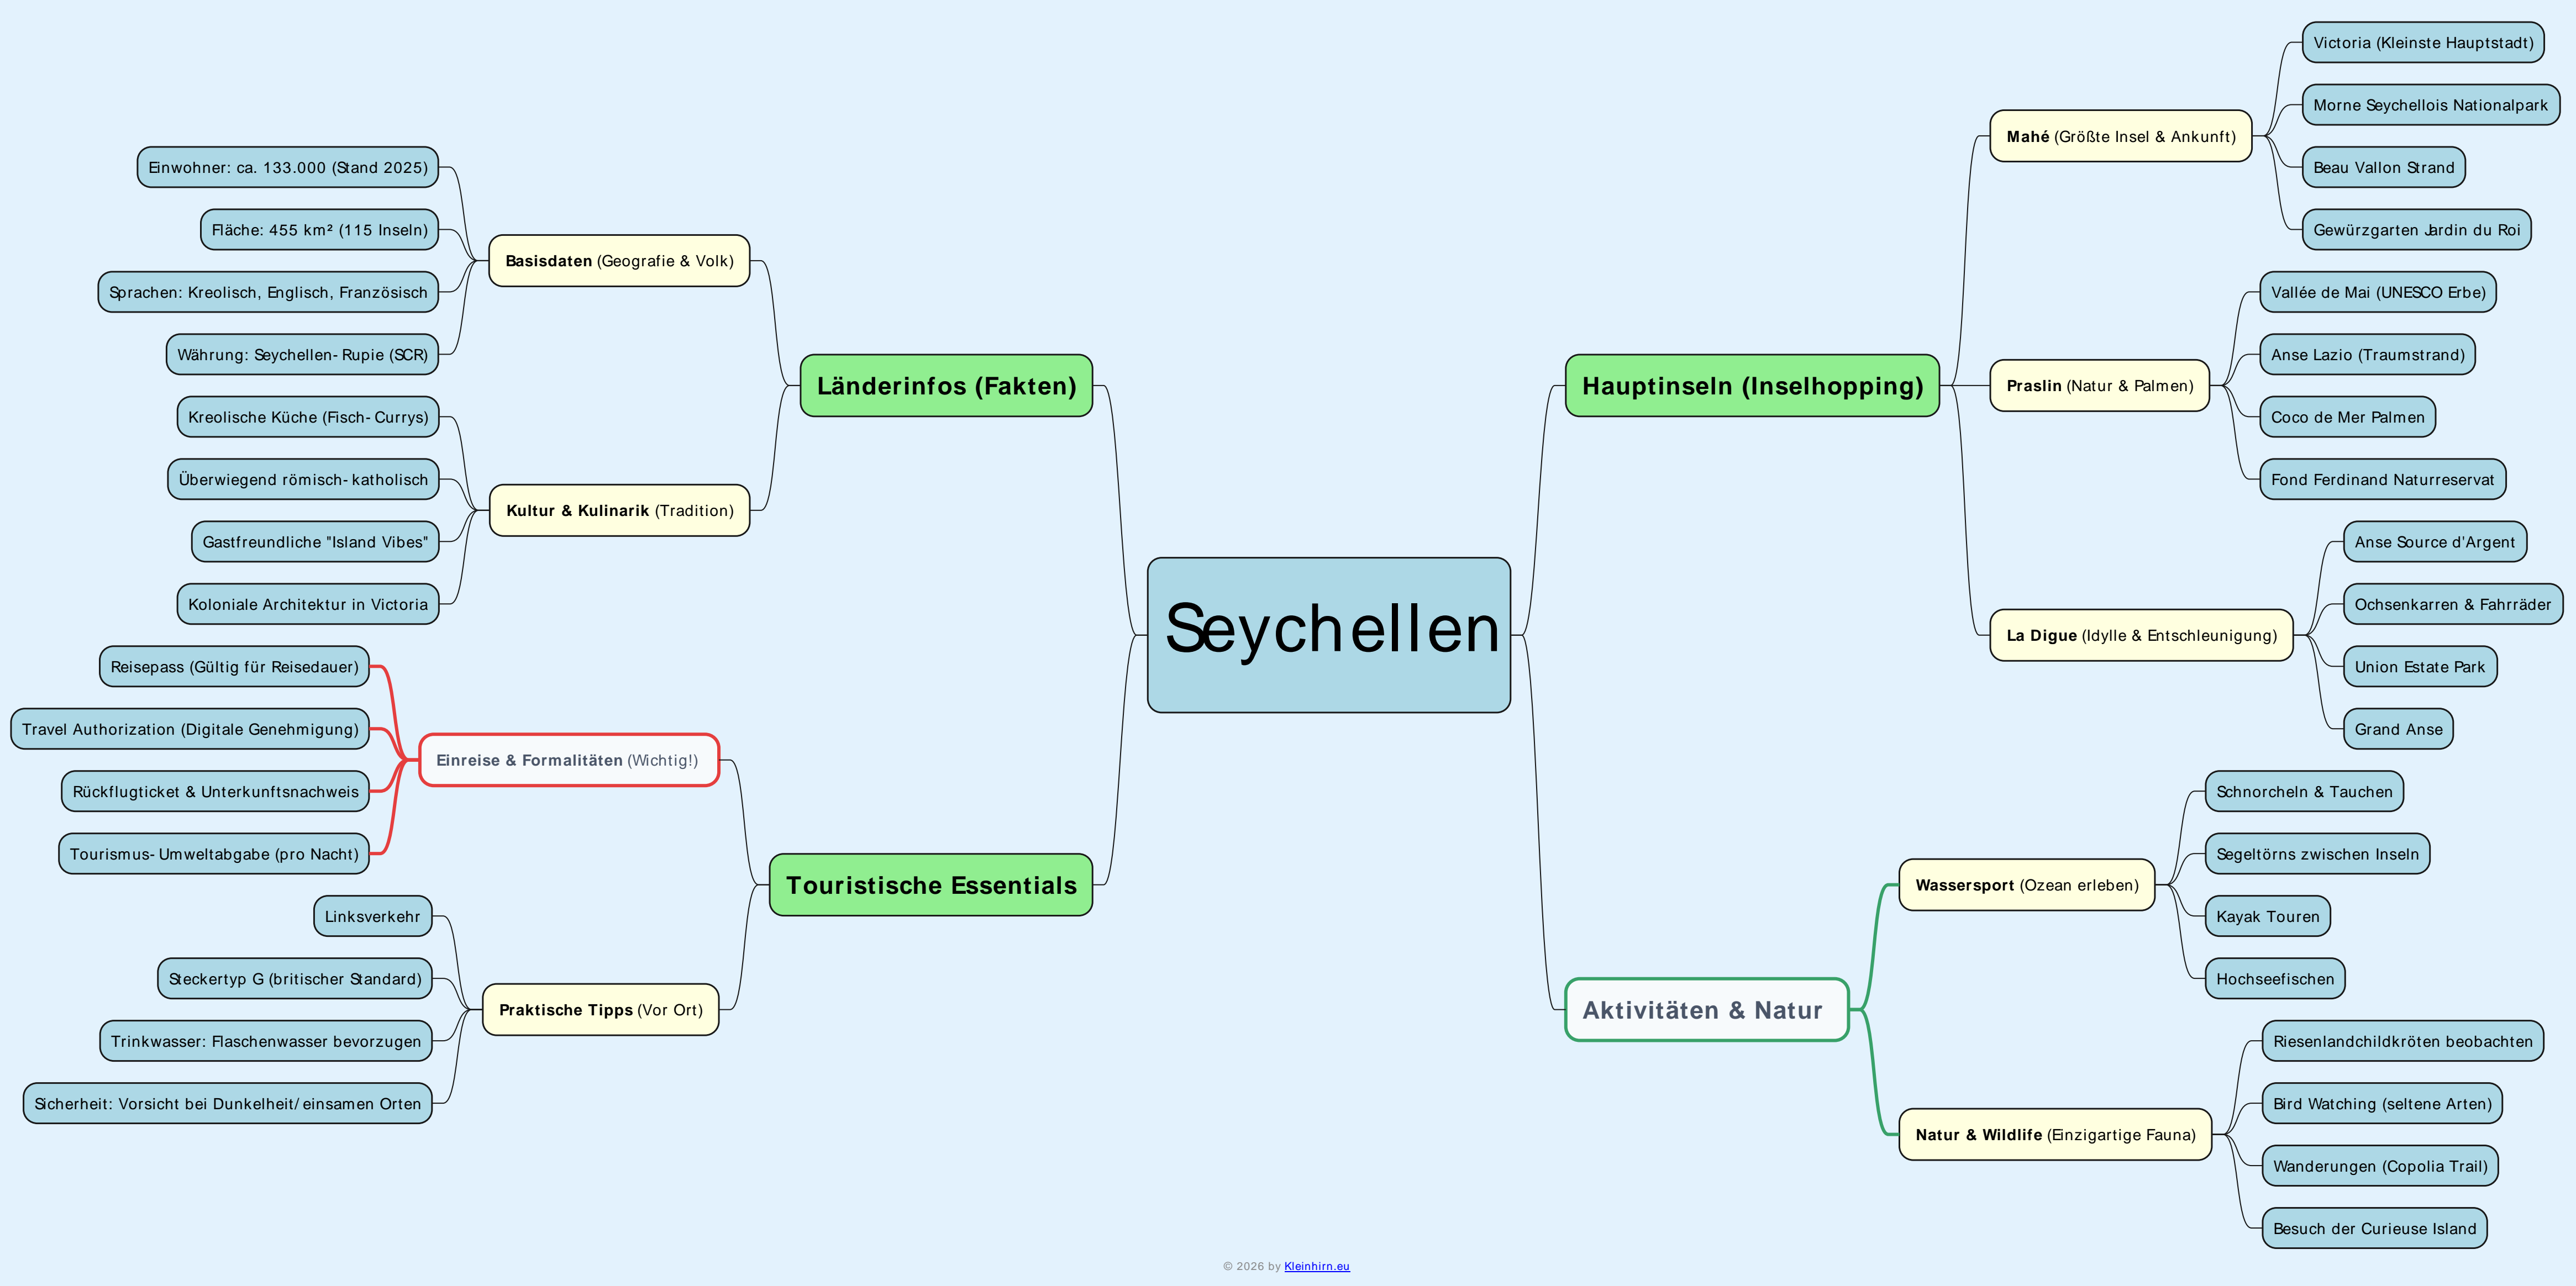 Seychellen
Länderinfos (Fakten)
Basisdaten (Geografie & Volk)
Einwohner: ca. 133.000 (Stand 2025)
Fläche: 455 km² (115 Inseln)
Sprachen: Kreolisch, Englisch, Französisch
Währung: Seychellen-Rupie (SCR)
Kultur & Kulinarik (Tradition)
Kreolische Küche (Fisch-Currys)
Überwiegend römisch-katholisch
Gastfreundliche "Island Vibes"
Koloniale Architektur in Victoria
Touristische Essentials
Einreise & Formalitäten (Wichtig!)
Reisepass (Gültig für Reisedauer)
Travel Authorization (Digitale Genehmigung)
Rückflugticket & Unterkunftsnachweis
Tourismus-Umweltabgabe (pro Nacht)
Praktische Tipps (Vor Ort)
Linksverkehr
Steckertyp G (britischer Standard)
Trinkwasser: Flaschenwasser bevorzugen
Sicherheit: Vorsicht bei Dunkelheit/einsamen Orten
Hauptinseln (Inselhopping)
Mahé (Größte Insel & Ankunft)
Victoria (Kleinste Hauptstadt)
Morne Seychellois Nationalpark
Beau Vallon Strand
Gewürzgarten Jardin du Roi
Praslin (Natur & Palmen)
Vallée de Mai (UNESCO Erbe)
Anse Lazio (Traumstrand)
Coco de Mer Palmen
Fond Ferdinand Naturreservat
La Digue (Idylle & Entschleunigung)
Anse Source d'Argent
Ochsenkarren & Fahrräder
Union Estate Park
Grand Anse
Aktivitäten & Natur
Wassersport (Ozean erleben)
Schnorcheln & Tauchen
Segeltörns zwischen Inseln
Kayak Touren
Hochseefischen
Natur & Wildlife (Einzigartige Fauna)
Riesenlandchildkröten beobachten
Bird Watching (seltene Arten)
Wanderungen (Copolia Trail)
Besuch der Curieuse Island
© 2026 by Kleinhirn.eu